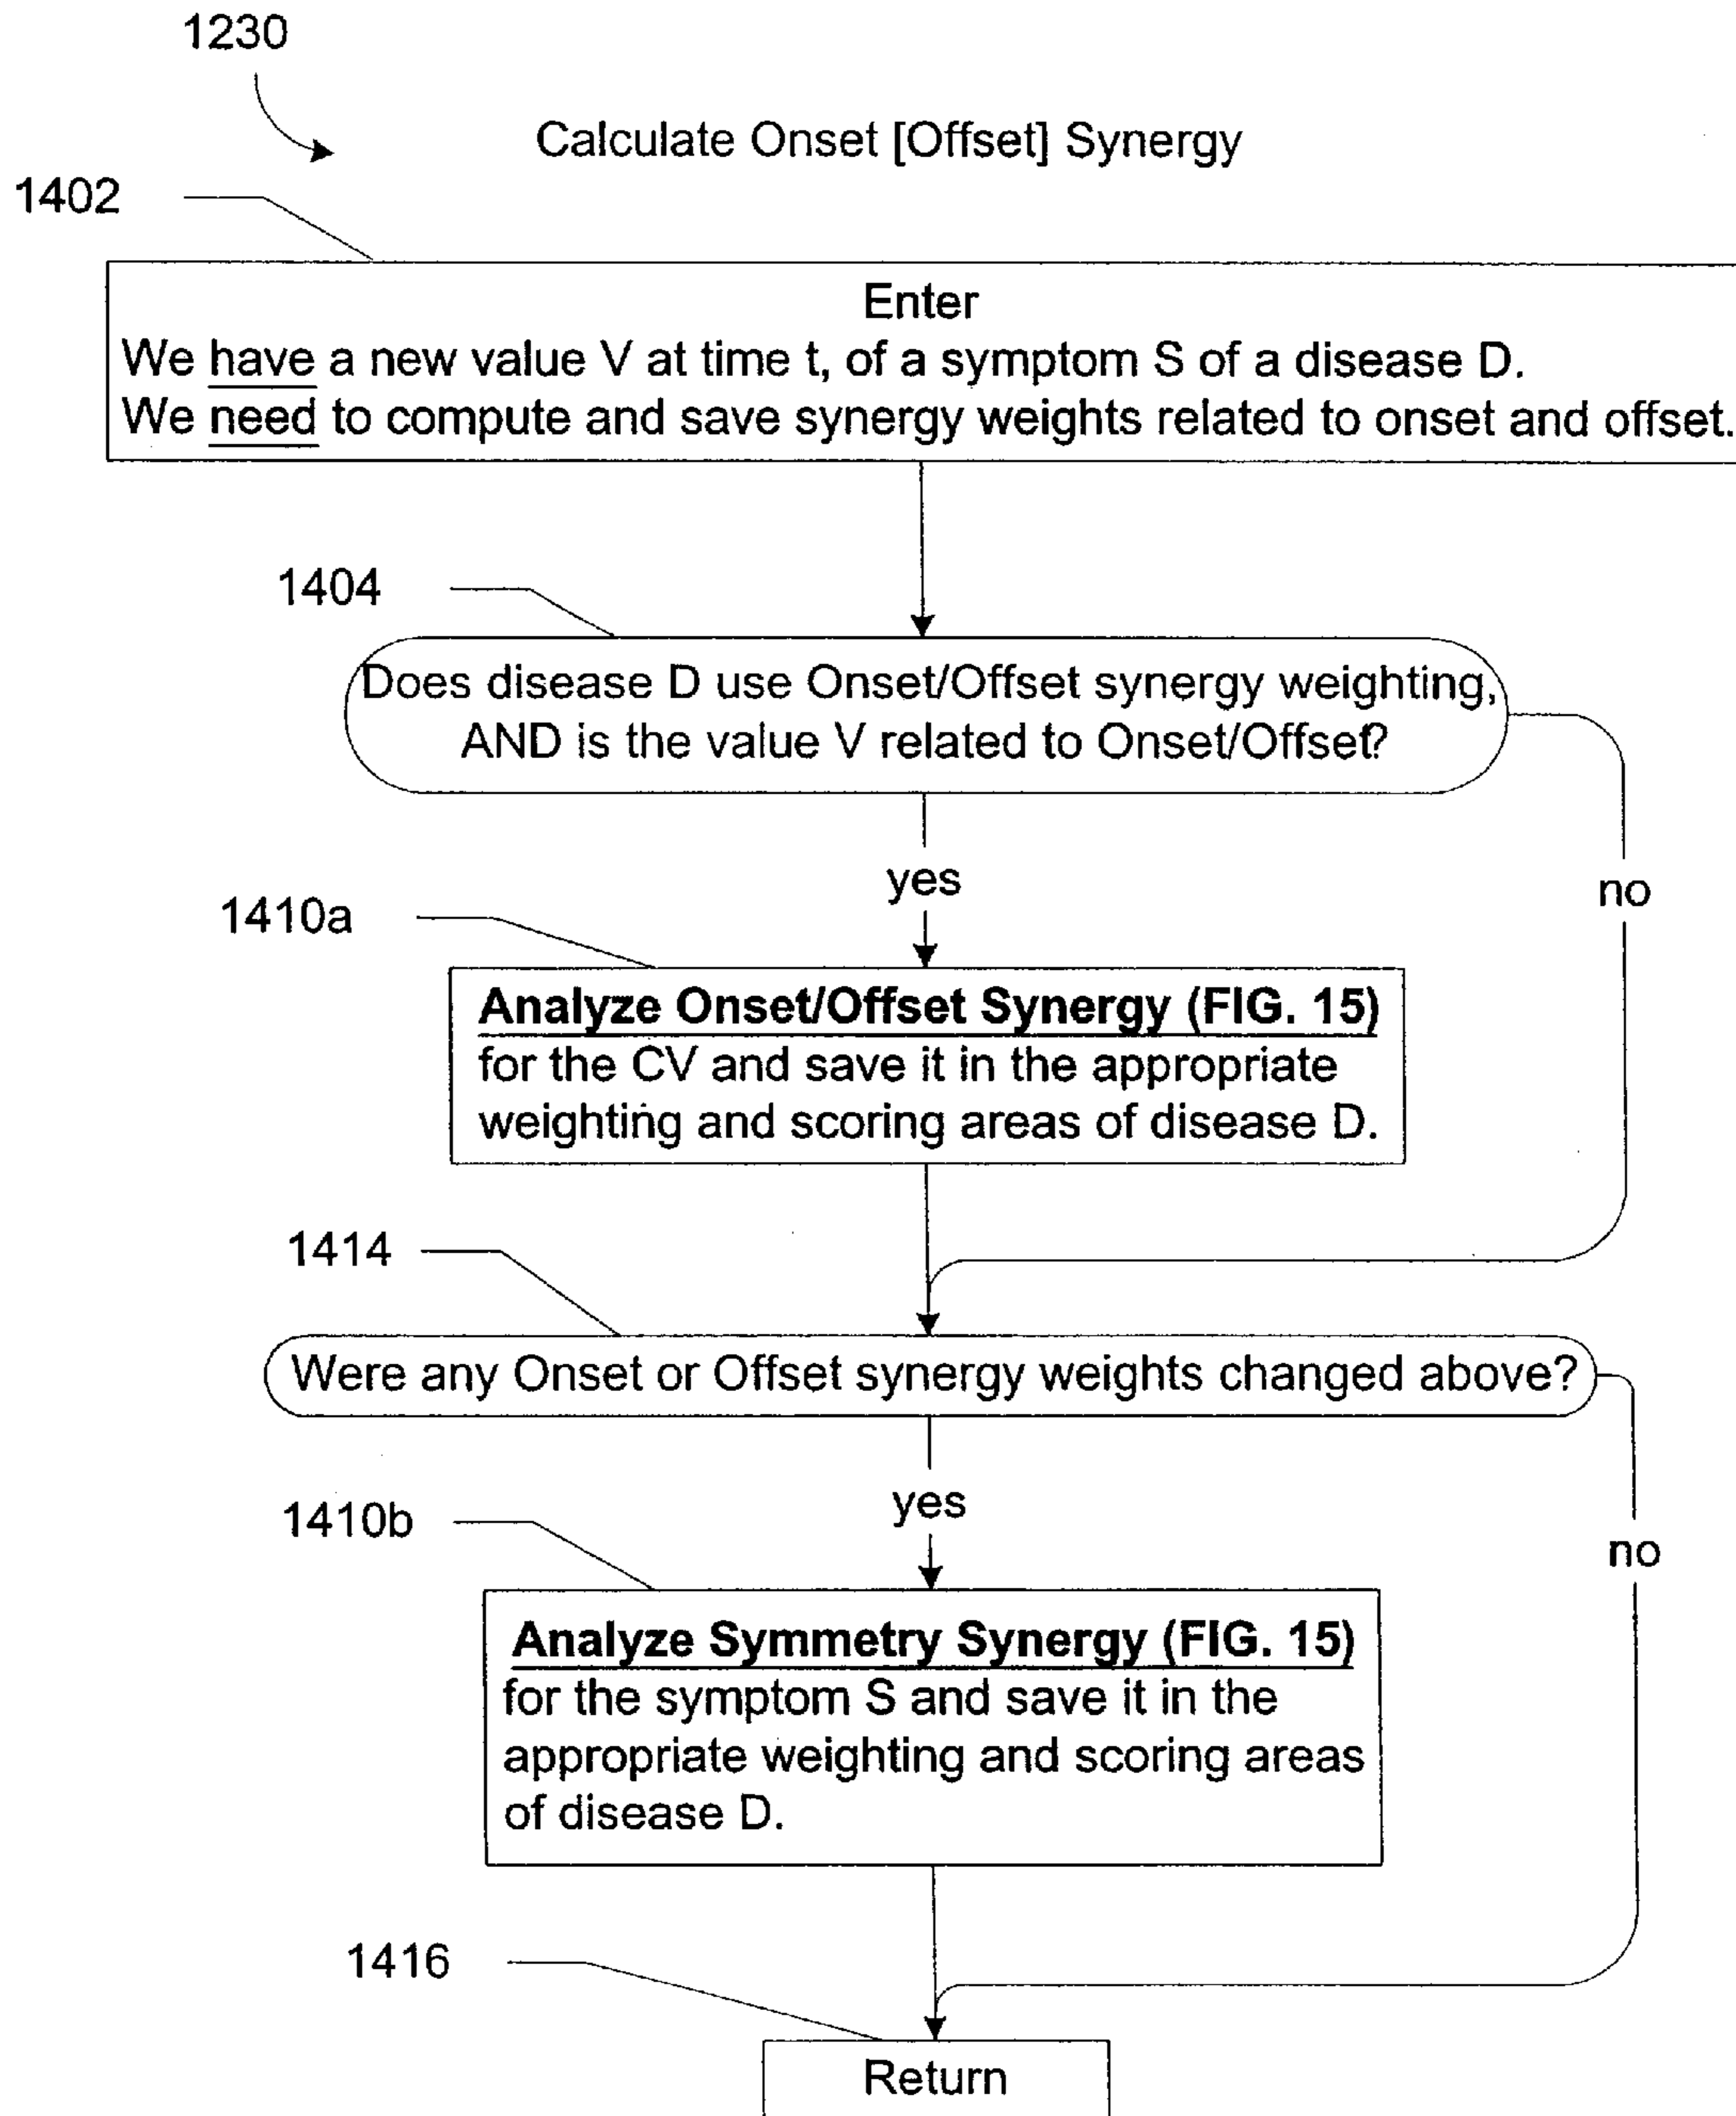 1230
Calculate Onset [Offset] Synergy
1402
Enter
We have a new value V at time t, of a symptom S of a disease D.
We need to compute and save synergy weights related to onset and offset.
1404
Does disease D use Onset/Offset synergy weighting,
AND is the value V related to Onset/Offset?
yes
no
1410a
Analyze Onset/Offset Synergy (FIG. 15)
for the CV and save it in the appropriate
weighting and scoring areas of disease D.
1414
Were any Onset or Offset synergy weights changed above?
yes
no
1410b
Analyze Symmetry Synergy (FIG. 15)
for the symptom S and save it in the
appropriate weighting and scoring areas
of disease D.
1416
Return